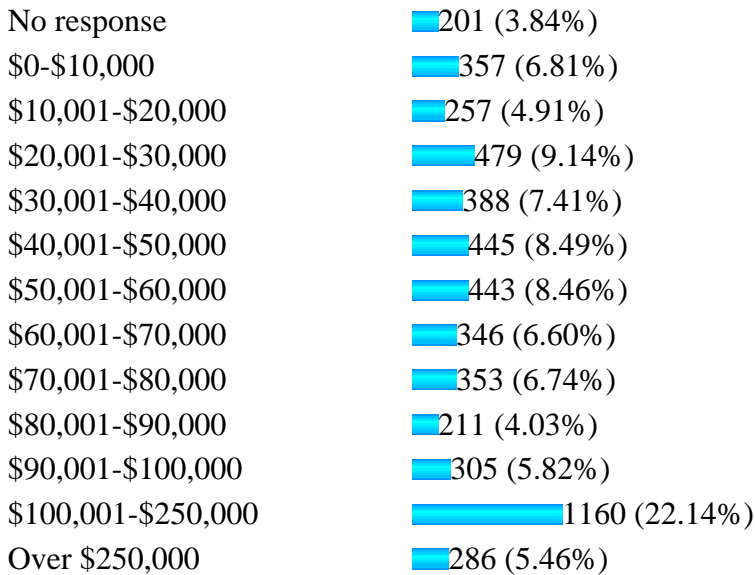 No response 201 (3.84%)
$0-$10,000 357 (6.81%)
$10,001-$20,000 257 (4.91%)
$20,001-$30,000 479 (9.14%)
$30,001-$40,000 388 (7.41%)
$40,001-$50,000 445 (8.49%)
$50,001-$60,000 443 (8.46%)
$60,001-$70,000 346 (6.60%)
$70,001-$80,000 353 (6.74%)
$80,001-$90,000 211 (4.03%)
$90,001-$100,000 305 (5.82%)
$100,001-$250,000 1160 (22.14%)
Over $250,000 286 (5.46%)